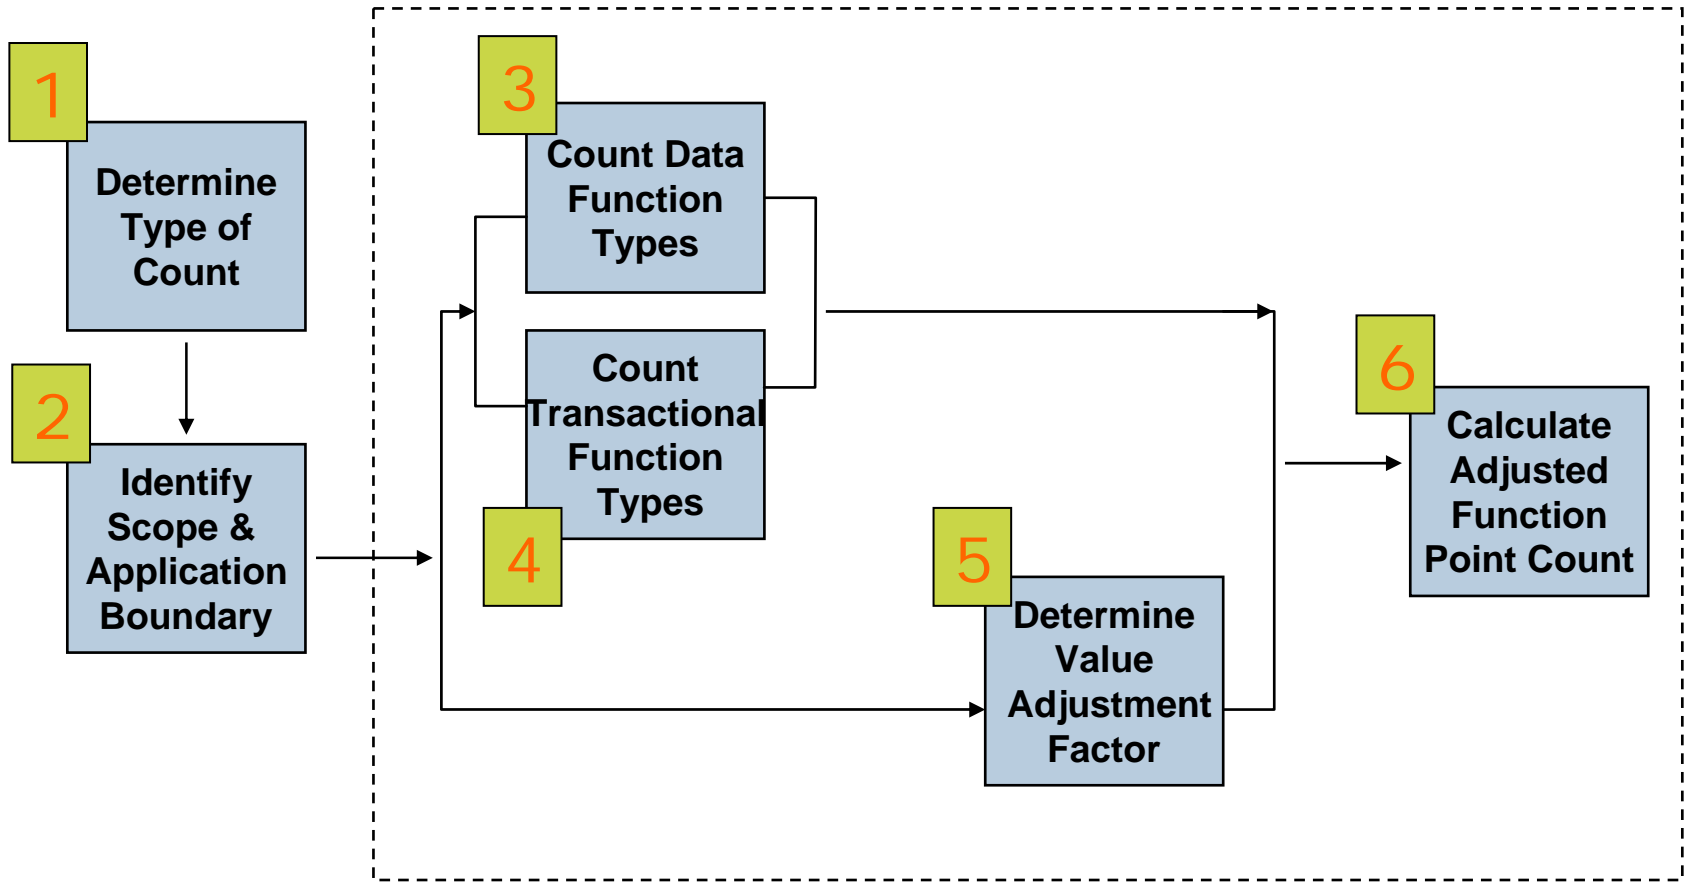 1
Determine
Type of
Count
2
Identify
Scope &
Application
Boundary
3
Count Data
Function
Types
Count
Transactional
Function
Types
4
5
Determine
Value
Adjustment
Factor
6
Calculate
Adjusted
Function
Point Count